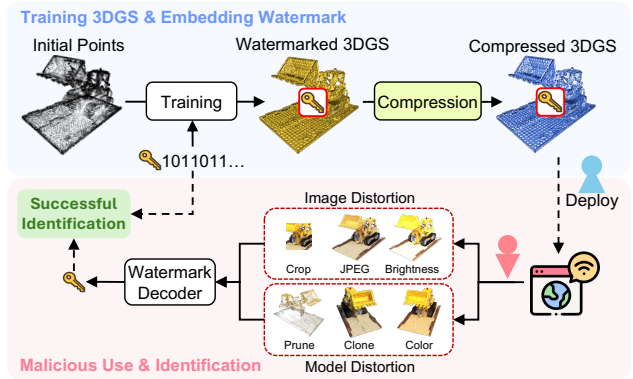 Training 3DGS & Embedding Watermark
Initial Points
Watermarked 3DGS
Compressed 3DGS
Training
Compression
1011011...
Successful
Identification
Deploy
Image Distortion
Crop
JPEG
Brightness
Watermark
Decoder
Prune
Clone
Color
Model Distortion
Malicious Use & Identification